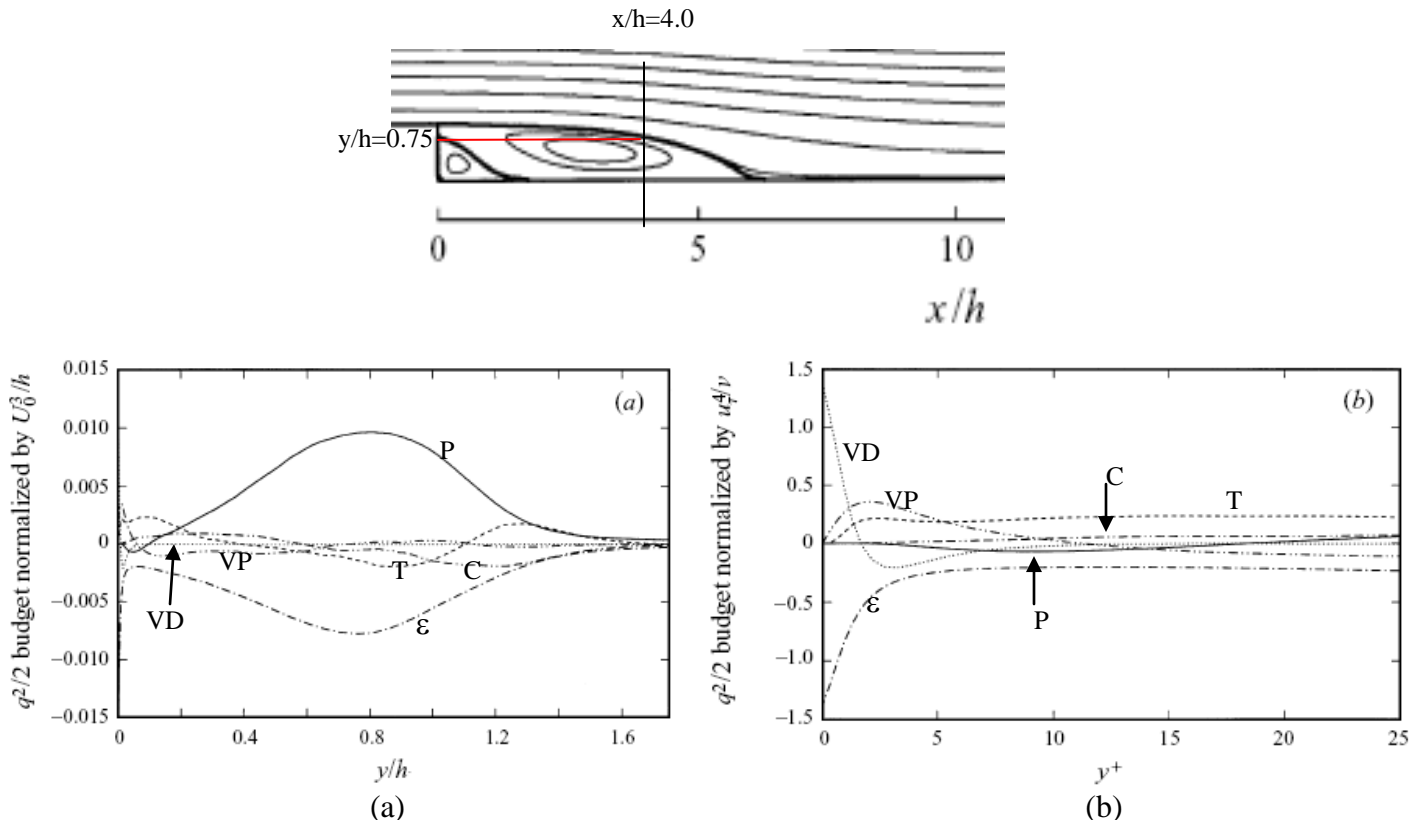 x/h=4.0
y/h=0.75
0 5 10
x/h
q²/2 budget normalized by U₀³/h
0.015
0.010
0.005
0
−0.005
−0.010
−0.015
(a)
P
VP
T
C
VD
ε
0 0.4 0.8 1.2 1.6
y/h
(a)
q²/2 budget normalized by u_τ⁴/ν
1.5
1.0
0.5
0
−0.5
−1.0
−1.5
(b)
VD
VP
C
T
ε
P
0 5 10 15 20 25
y⁺
(b)